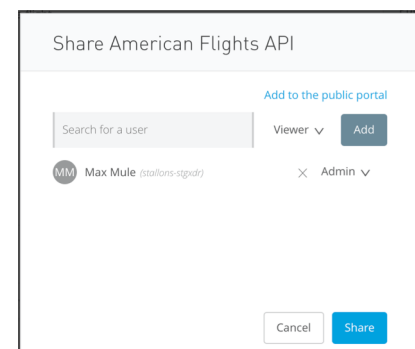 Share American Flights API
Add to the public portal
Search for a user Viewer Add
MM Max Mule (stallons-stgxdr) Admin
Cancel Share